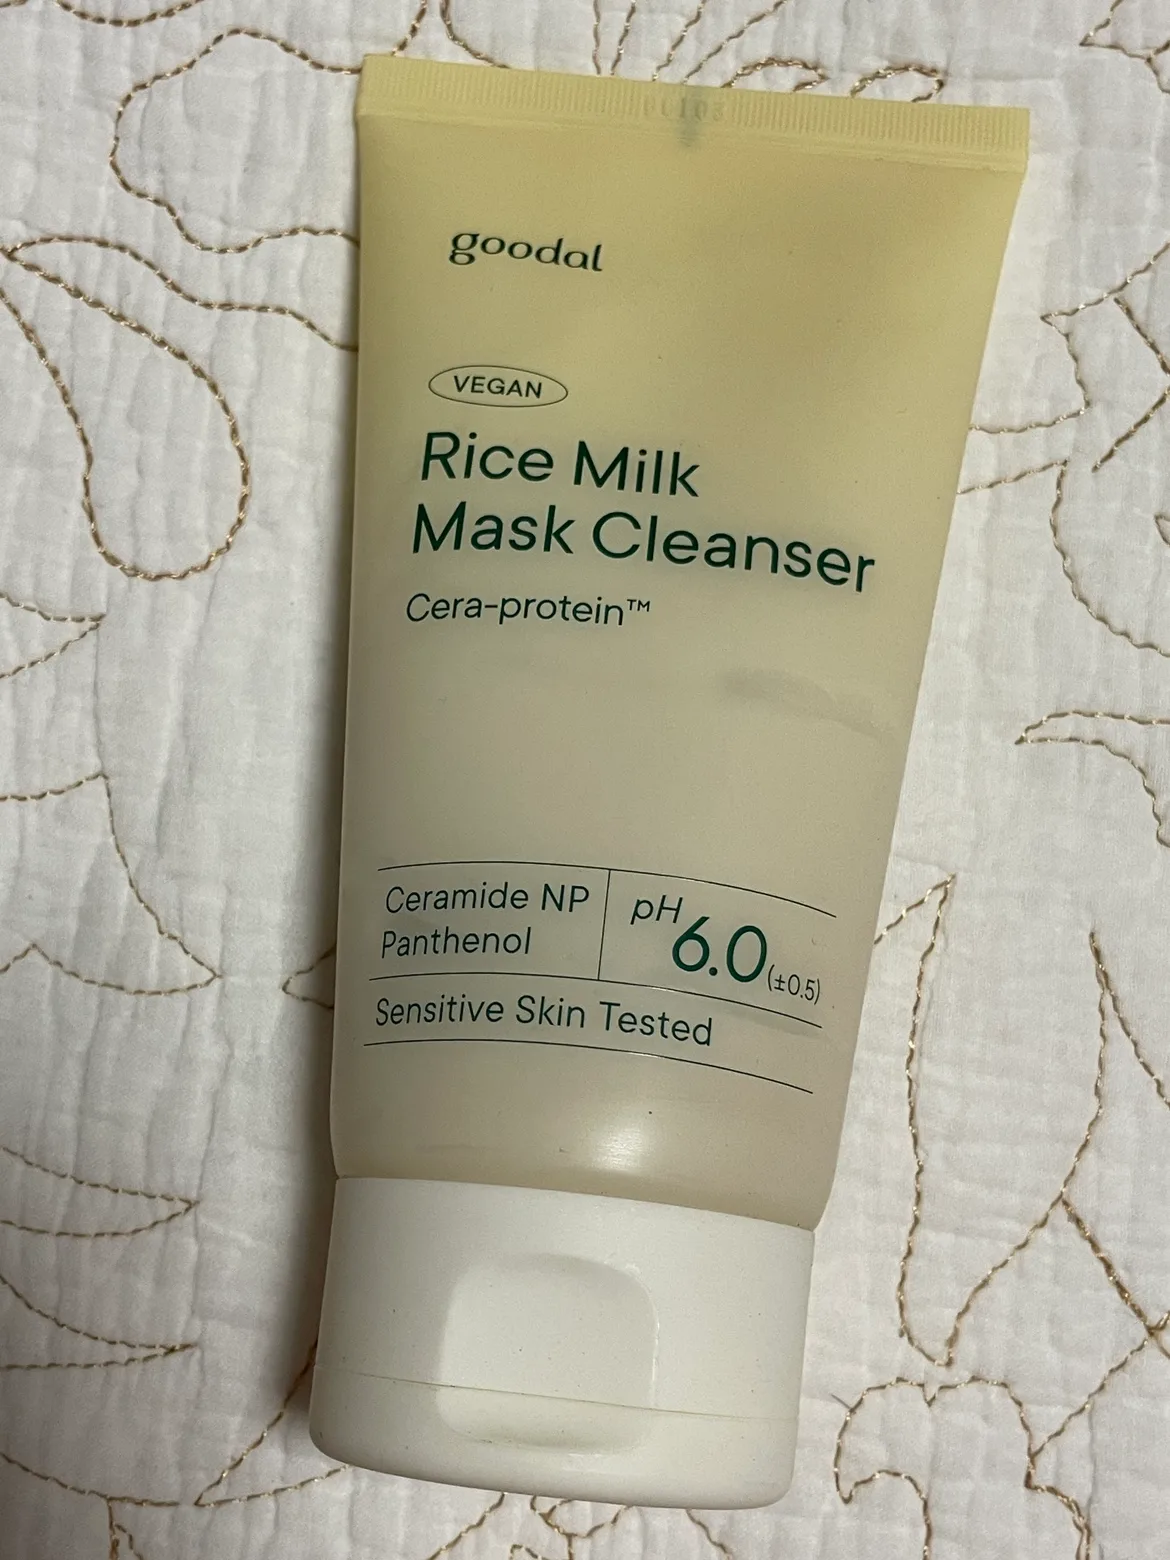 goodal
VEGAN
Rice Milk
Mask Cleanser
Cera-protein™
Ceramide NP
Panthenol
pH 6.0 (±0.5)
Sensitive Skin Tested